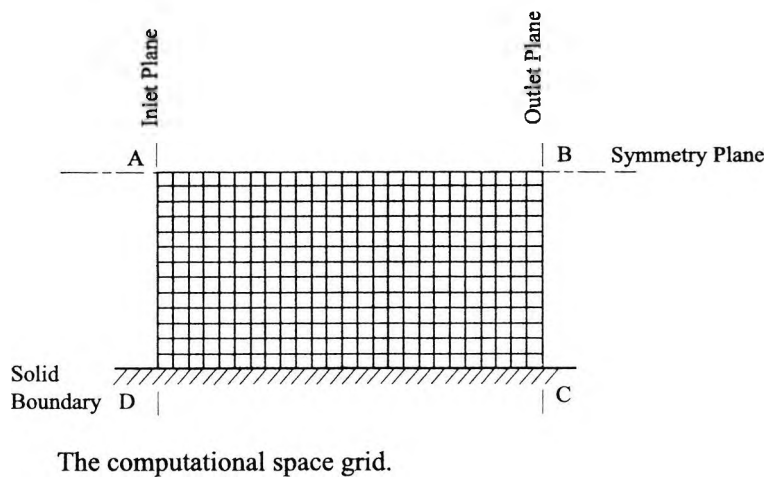 Inlet Plane
Outlet Plane
A
B
Symmetry Plane
Solid
Boundary
D
C
The computational space grid.